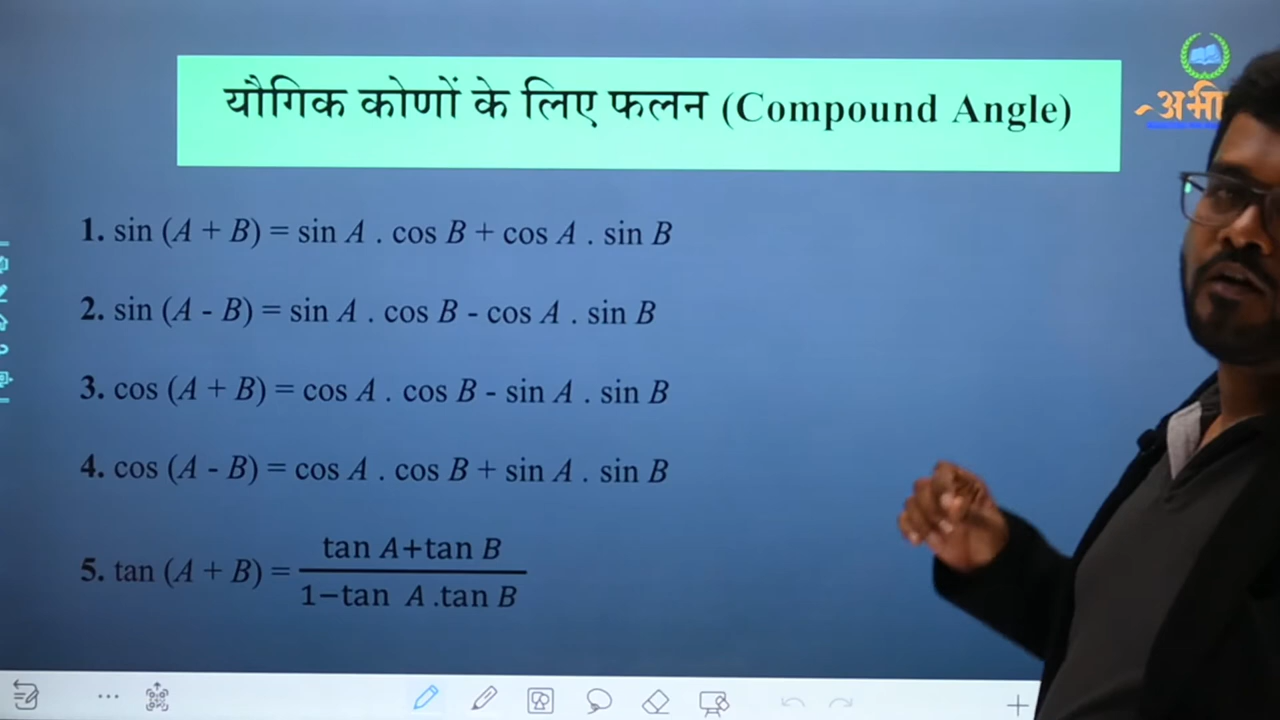 यौगिक कोणों के लिए फलन (Compound Angle)
1. sin (A + B) = sin A . cos B + cos A . sin B
2. sin (A - B) = sin A . cos B - cos A . sin B
3. cos (A + B) = cos A . cos B - sin A . sin B
4. cos (A - B) = cos A . cos B + sin A . sin B
5. tan (A + B) = tan A+tan B / 1−tan A .tan B